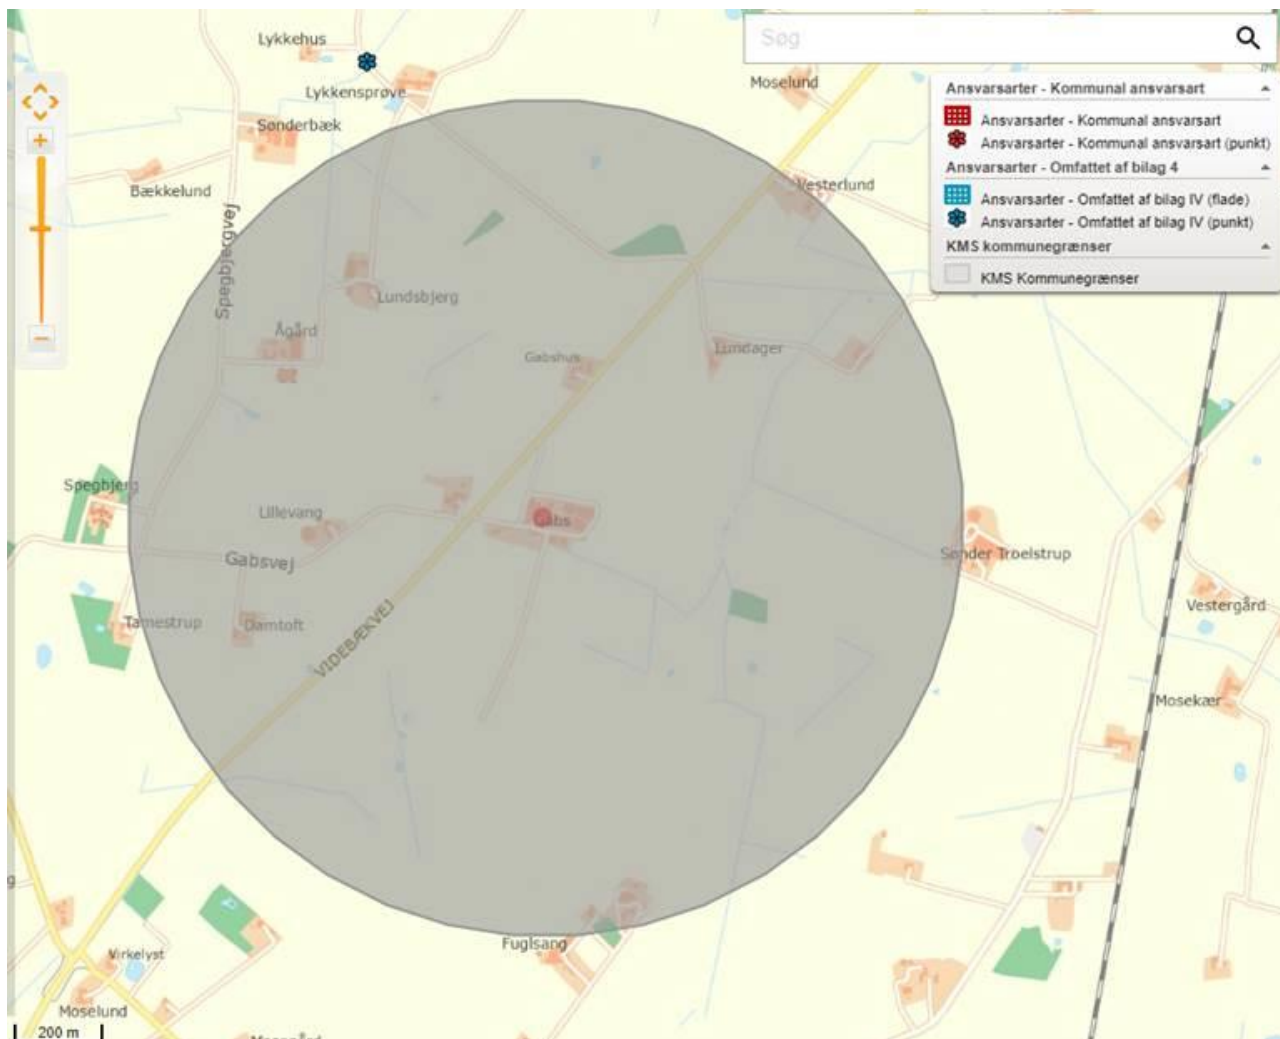 Lykkehus
Søg
Moselund
Lykkensprøve
Ansvarsarter - Kommunal ansvarsart
Ansvarsarter - Kommunal ansvarsart
Ansvarsarter - Kommunal ansvarsart (punkt)
Ansvarsarter - Omfattet af bilag 4
Ansvarsarter - Omfattet af bilag IV (flade)
Ansvarsarter - Omfattet af bilag IV (punkt)
KMS kommunegrænser
KMS Kommunegrænser
Sønderbæk
Bækkelund
Vesterlund
Spegbjergvej
Lundsbjerg
Ågård
Gabshus
Lundager
Spegbjerg
Lillevang
Gabs
Gabsvej
Sønder Troelstrup
Vestergård
Tamestrup
Damtoft
VIDEBÆKVEJ
Mosekær
Fuglsang
Virkelyst
Moselund
200 m